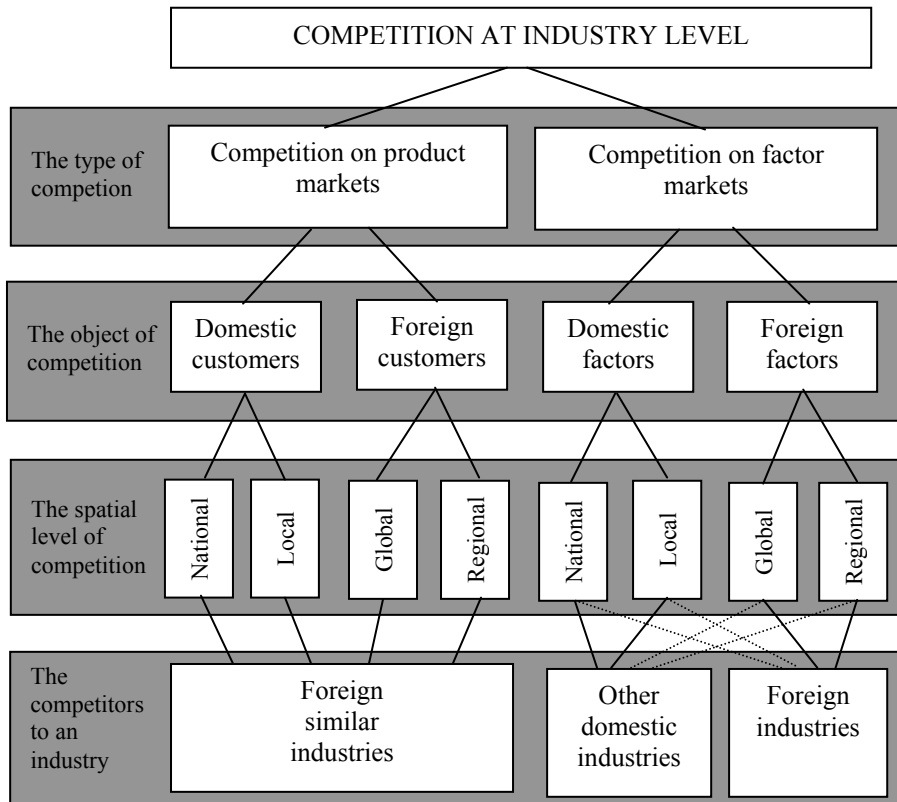 COMPETITION AT INDUSTRY LEVEL
The type of
competion
Competition on product
markets
Competition on factor
markets
The object of
competition
Domestic
customers
Foreign
customers
Domestic
factors
Foreign
factors
The spatial
level of
competition
National
Local
Global
Regional
National
Local
Global
Regional
The
competitors
to an
industry
Foreign
similar
industries
Other
domestic
industries
Foreign
industries